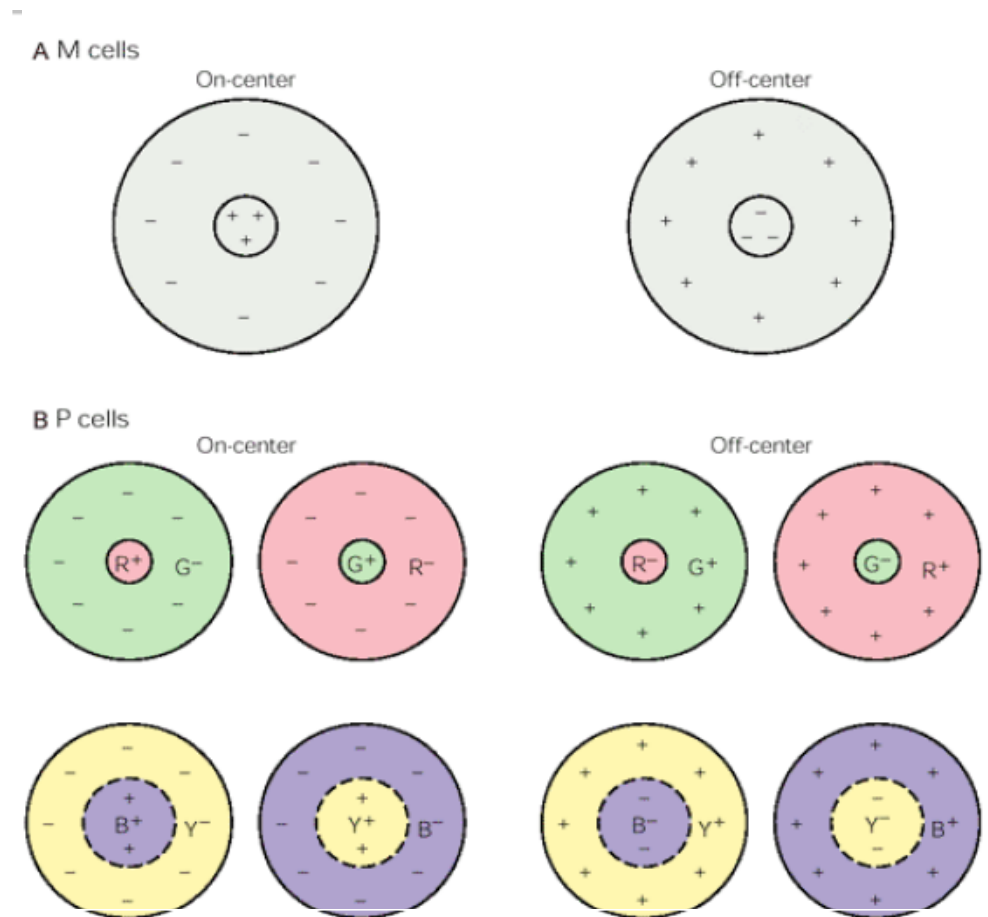 A M cells
On-center Off-center
− − − − − − − −
+ + +
+ + + + + + + +
− − −
B P cells
On-center Off-center
R+ G−
G+ R−
R− G+
G− R+
B+ Y−
Y+ B−
B− Y+
Y− B+